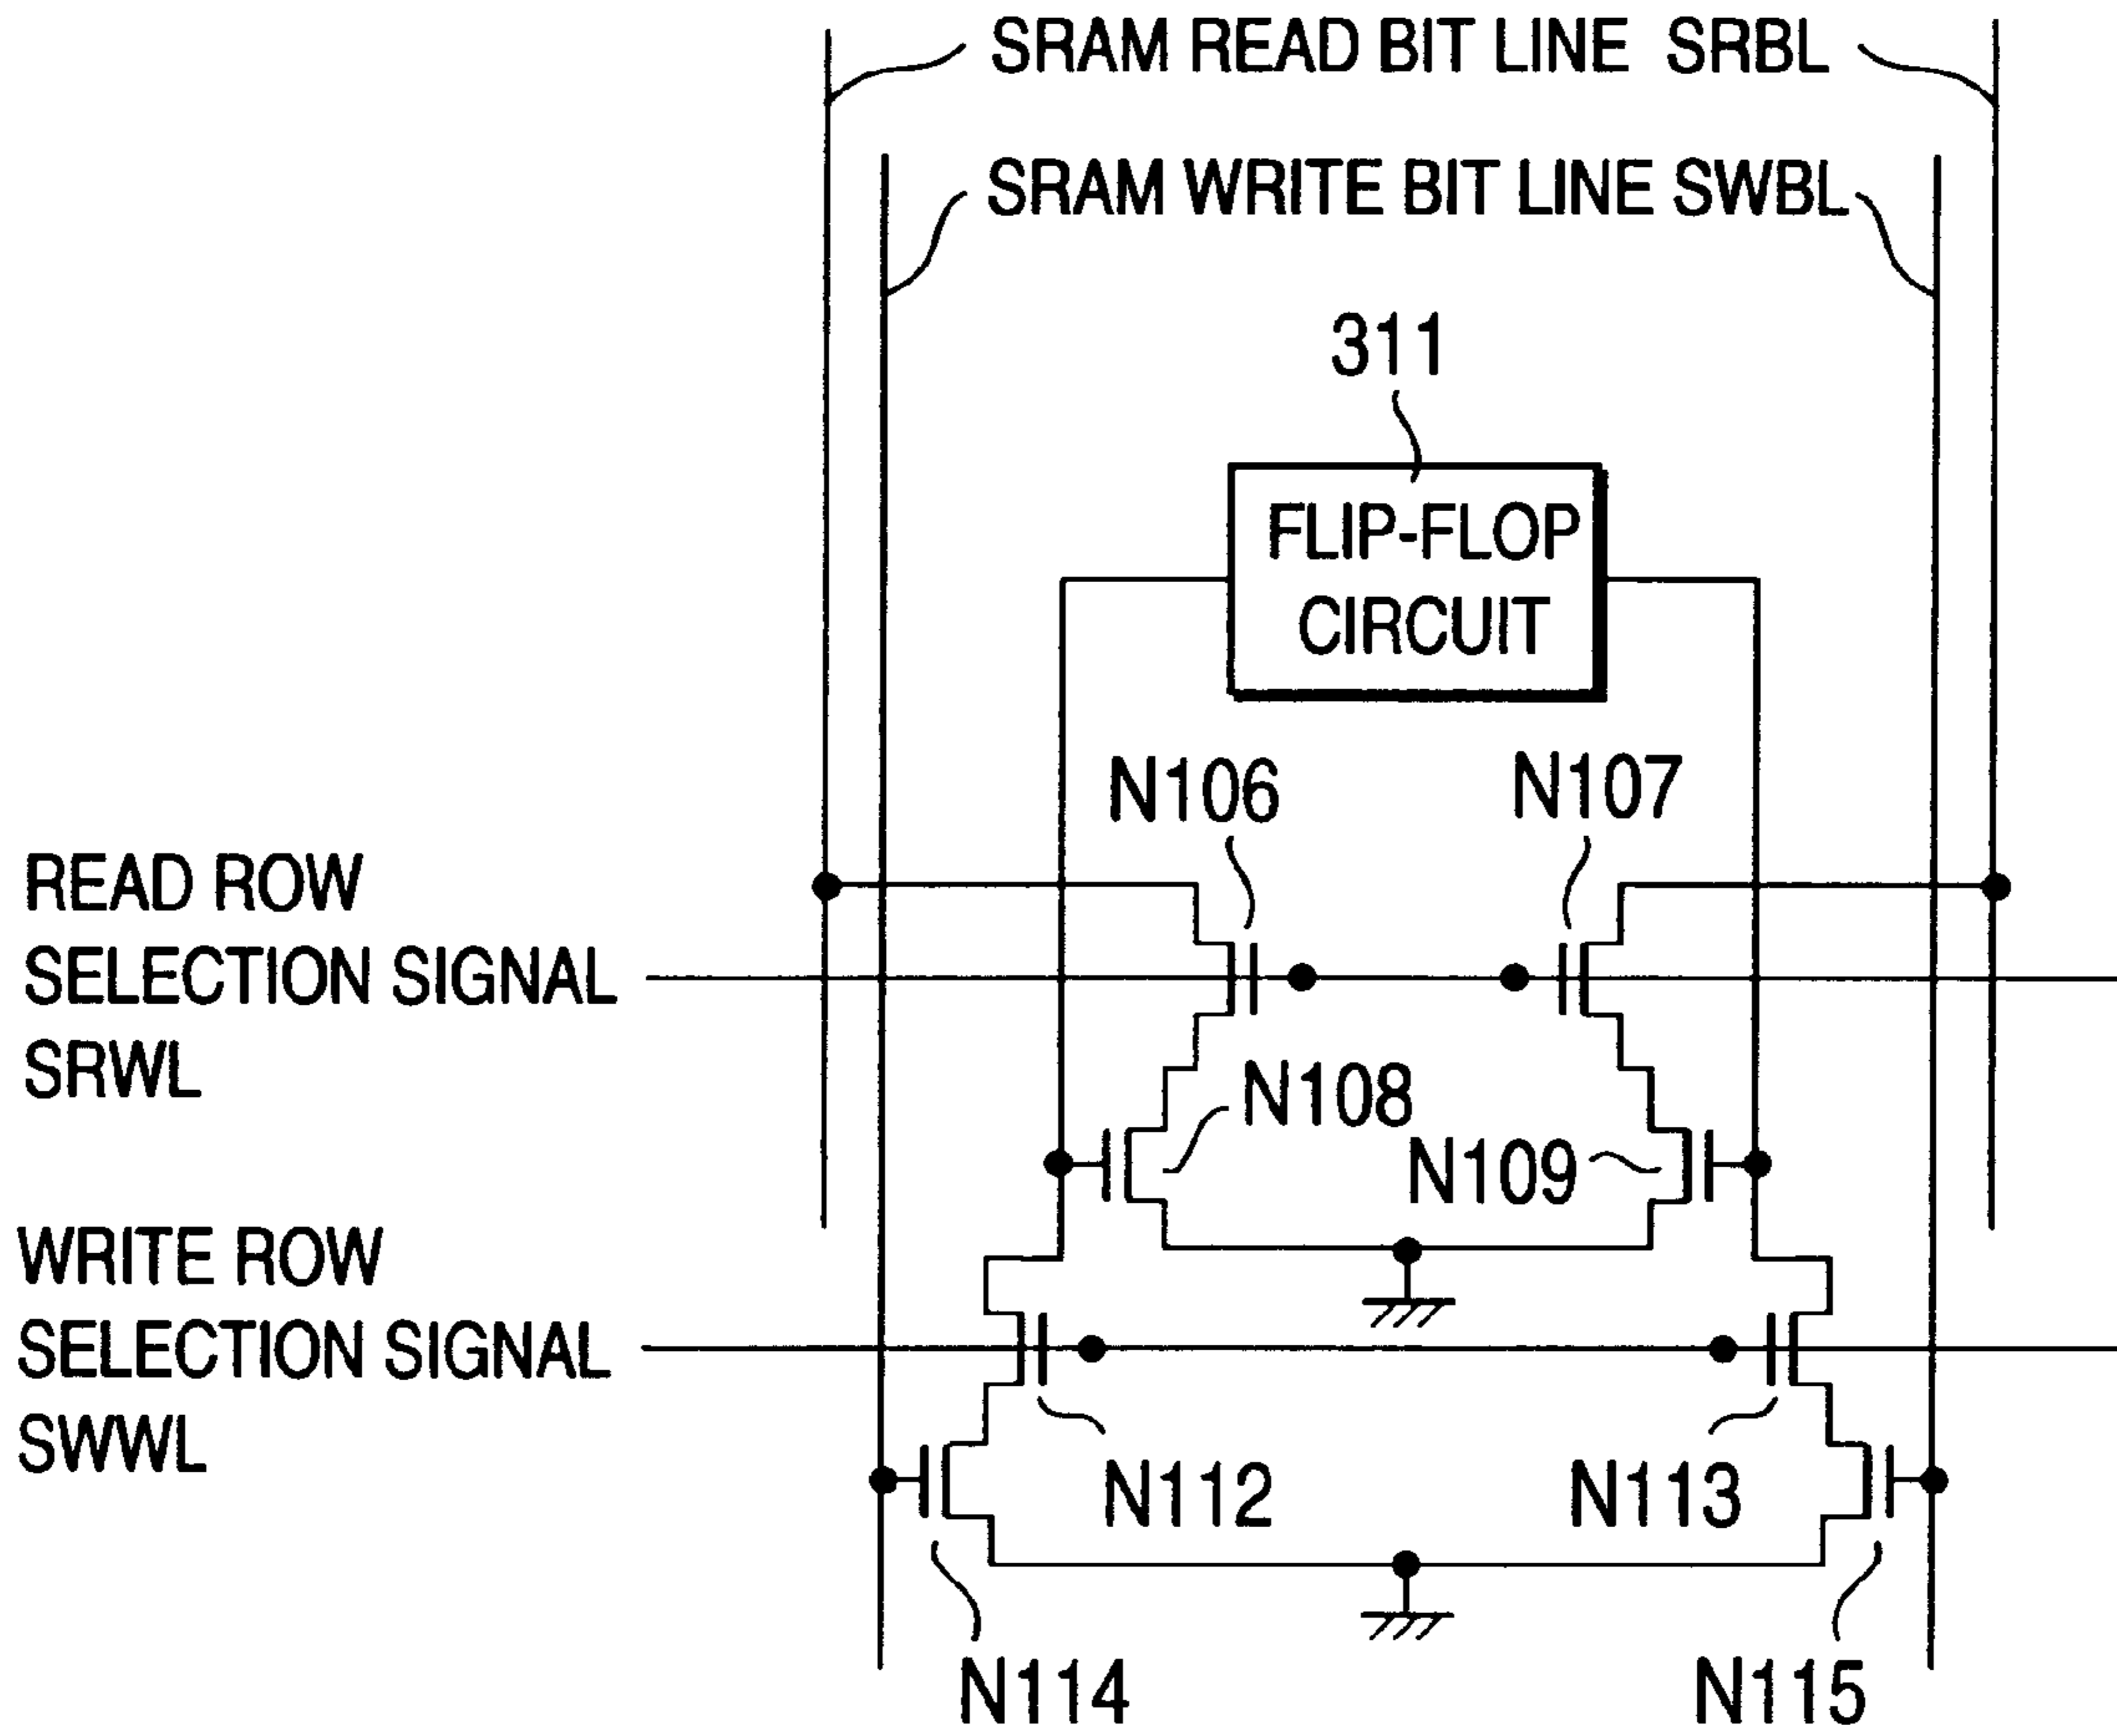 SRAM READ BIT LINE SRBL
SRAM WRITE BIT LINE SWBL
311
FLIP-FLOP
CIRCUIT
N106
N107
READ ROW
SELECTION SIGNAL
SRWL
N108
N109
WRITE ROW
SELECTION SIGNAL
SWWL
N112
N113
N114
N115